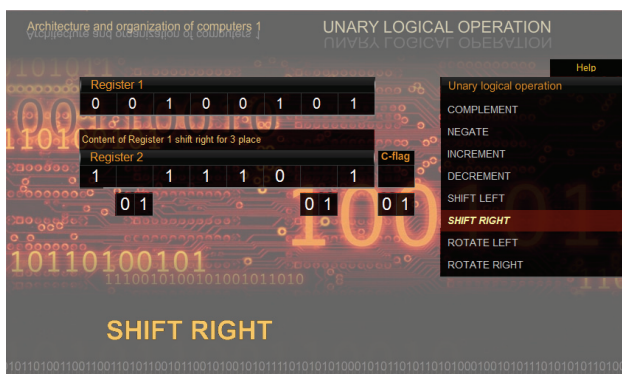 Architecture and organization of computers 1
UNARY LOGICAL OPERATION
Help
Register 1
0 0 1 0 0 1 0 1
Content of Register 1 shift right for 3 place
Register 2
C-flag
1 1 1 1 0 1
0 1 0 1 0 1
Unary logical operation
COMPLEMENT
NEGATE
INCREMENT
DECREMENT
SHIFT LEFT
SHIFT RIGHT
ROTATE LEFT
ROTATE RIGHT
100
10110100101
SHIFT RIGHT